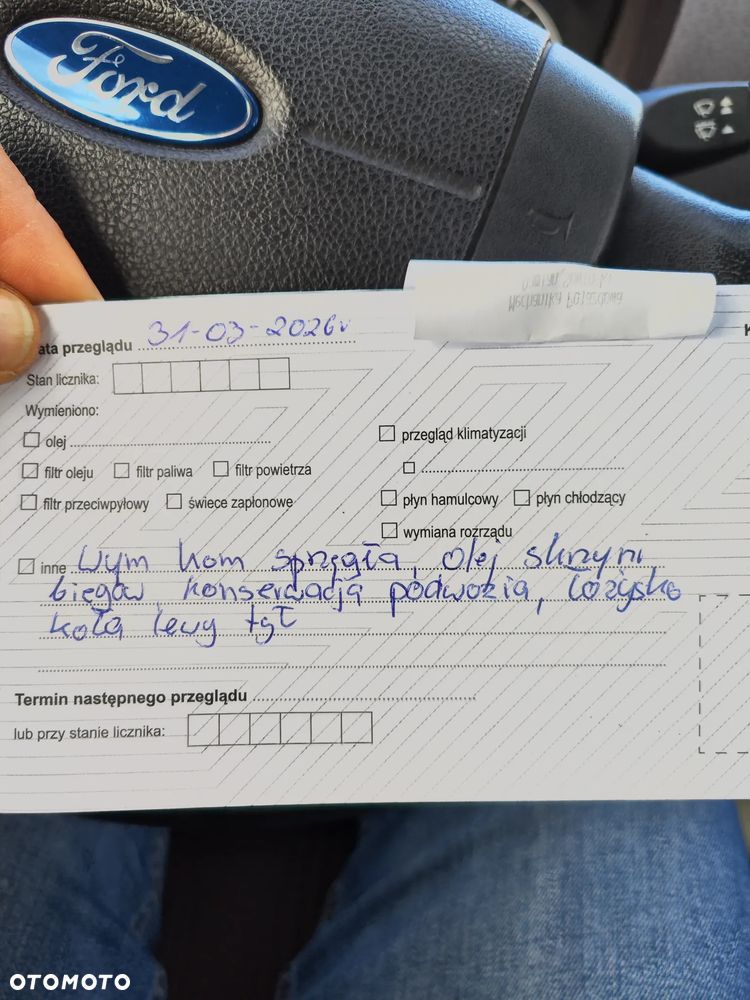 Ford
Mechanika Pojazdowa
ata przeglądu 31-03-2026r
K
Stan licznika:
Wymieniono:
olej
przegląd klimatyzacji
filtr oleju filtr paliwa filtr powietrza
filtr przeciwpyłowy świece zapłonowe
płyn hamulcowy płyn chłodzący
wymiana rozrządu
inne Wym kom sprzęgła, olej skrzyni
biegów, konserwacja podwozia, łożysko
koła lewy tył
Termin następnego przeglądu
lub przy stanie licznika:
OTOMOTO